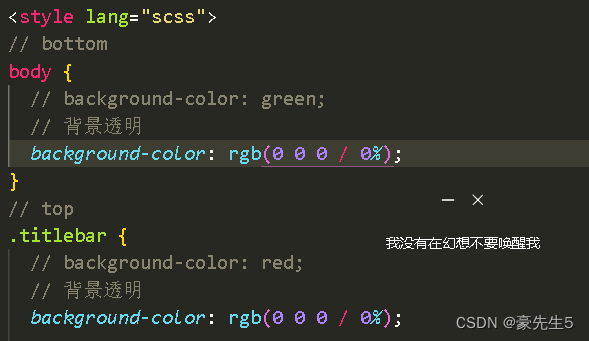 <style lang="scss">
// bottom
body {
// background-color: green;
// 背景透明
background-color: rgb(0 0 0 / 0%);
}
// top
.titlebar {
我没有在幻想不要唤醒我
// background-color: red;
// 背景透明
background-color: rgb(0 0 0 / 0%);
CSDN @豪先生5